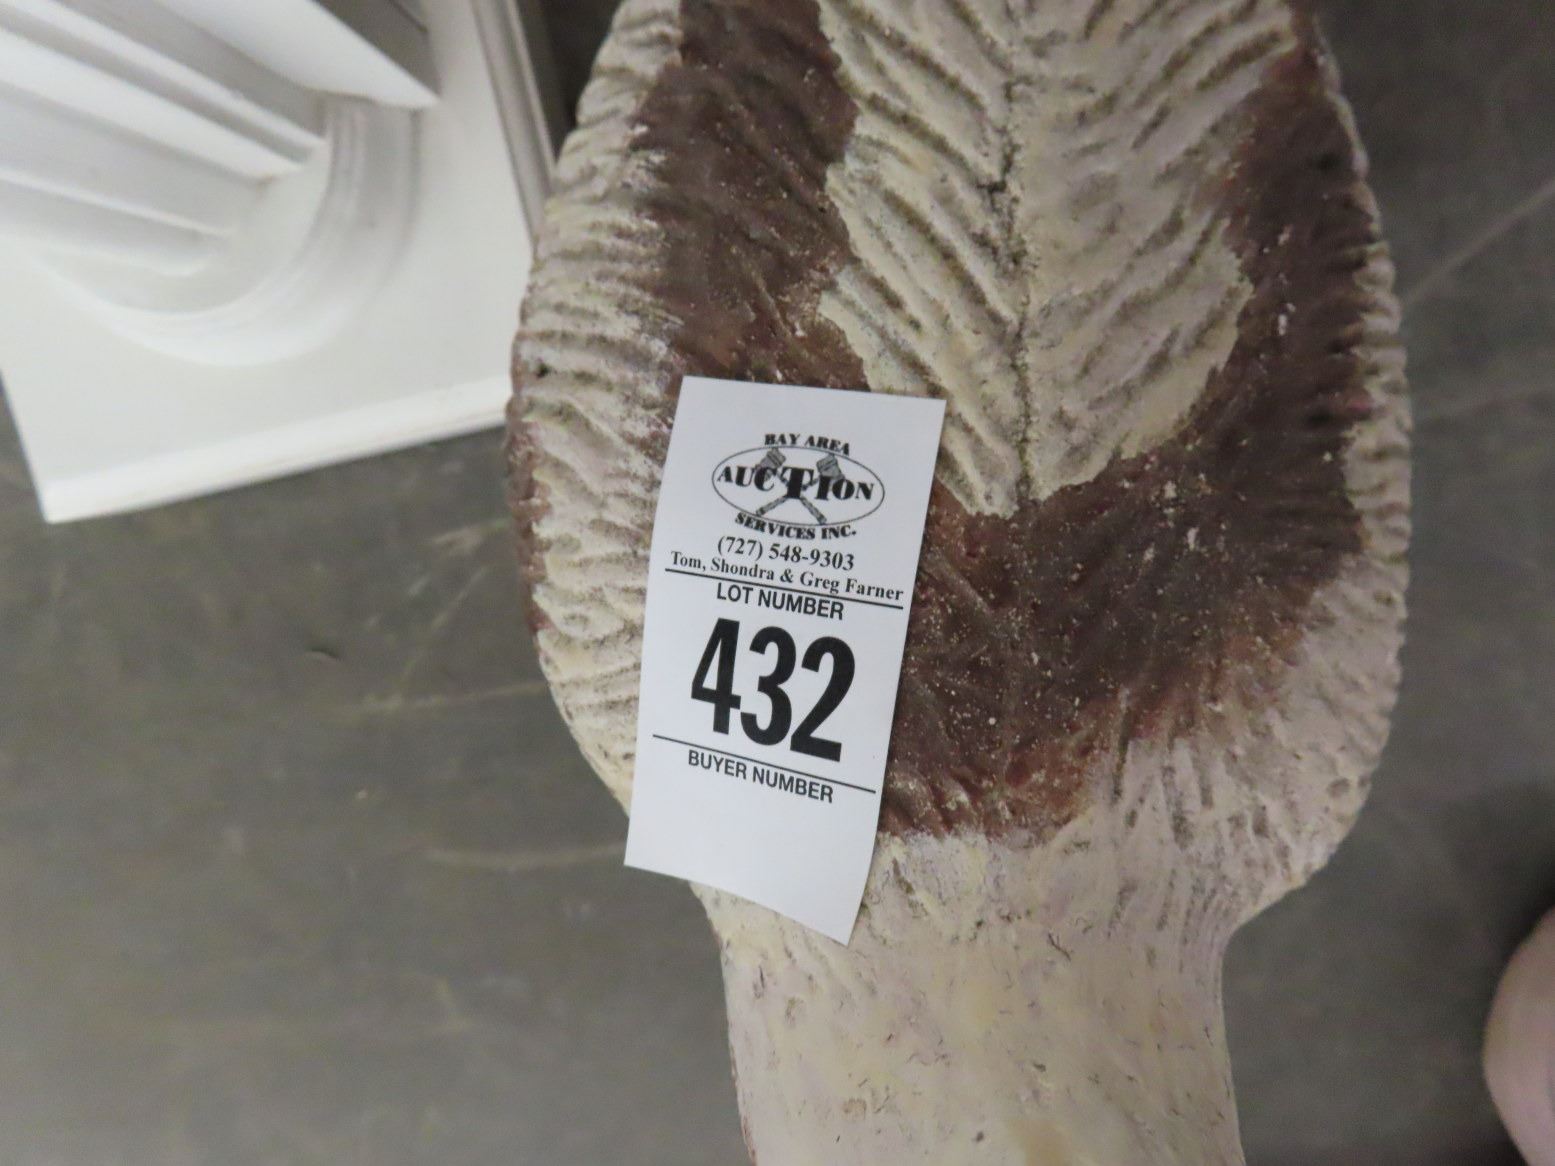 BAY AREA
AUCTION
SERVICES INC.
(727) 548-9303
Tom, Shondra & Greg Farner
LOT NUMBER
432
BUYER NUMBER